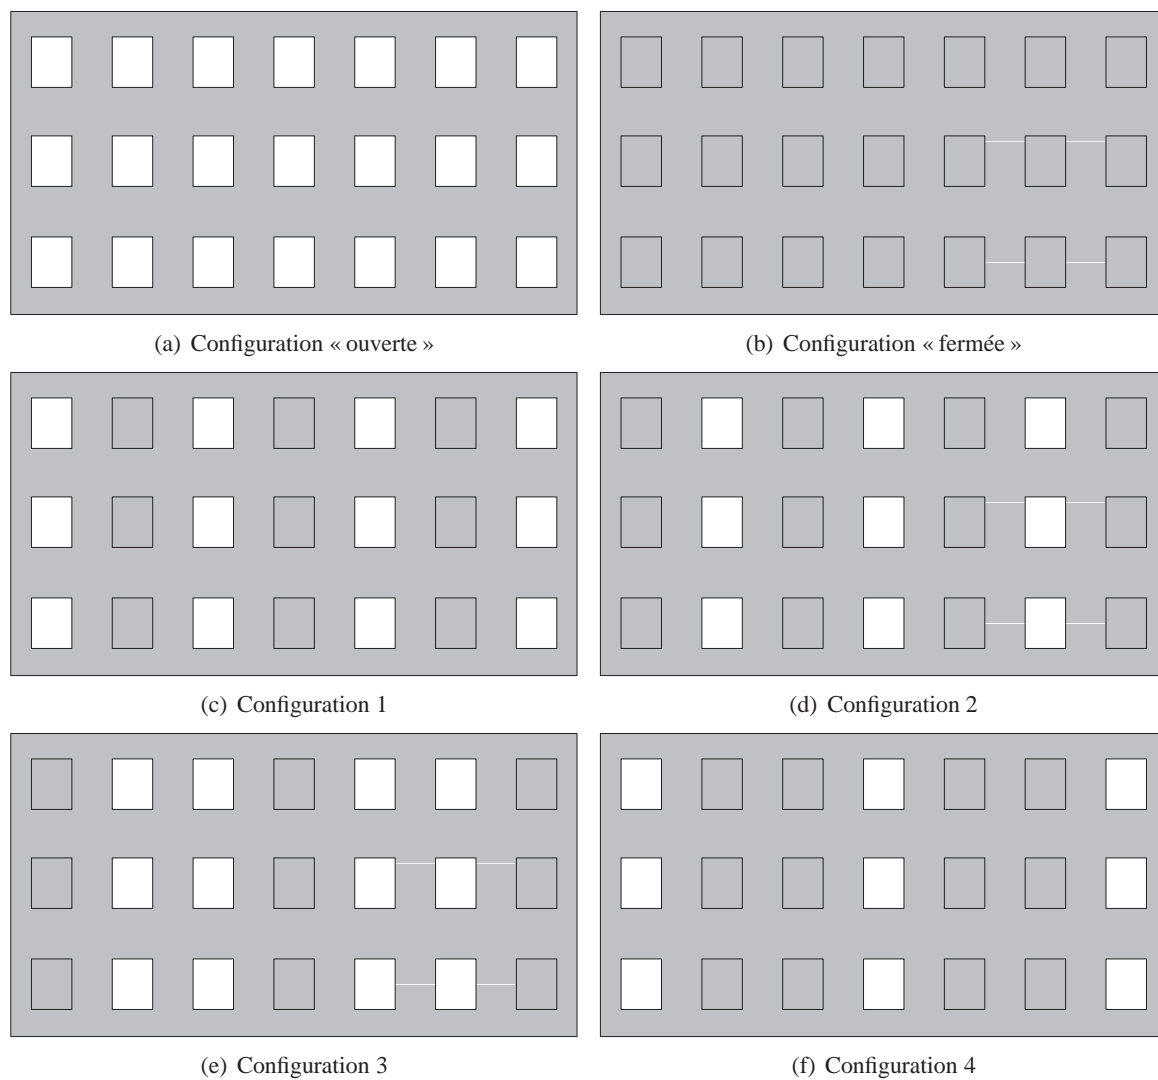 (a) Configuration « ouverte »
(b) Configuration « fermée »
(c) Configuration 1
(d) Configuration 2
(e) Configuration 3
(f) Configuration 4